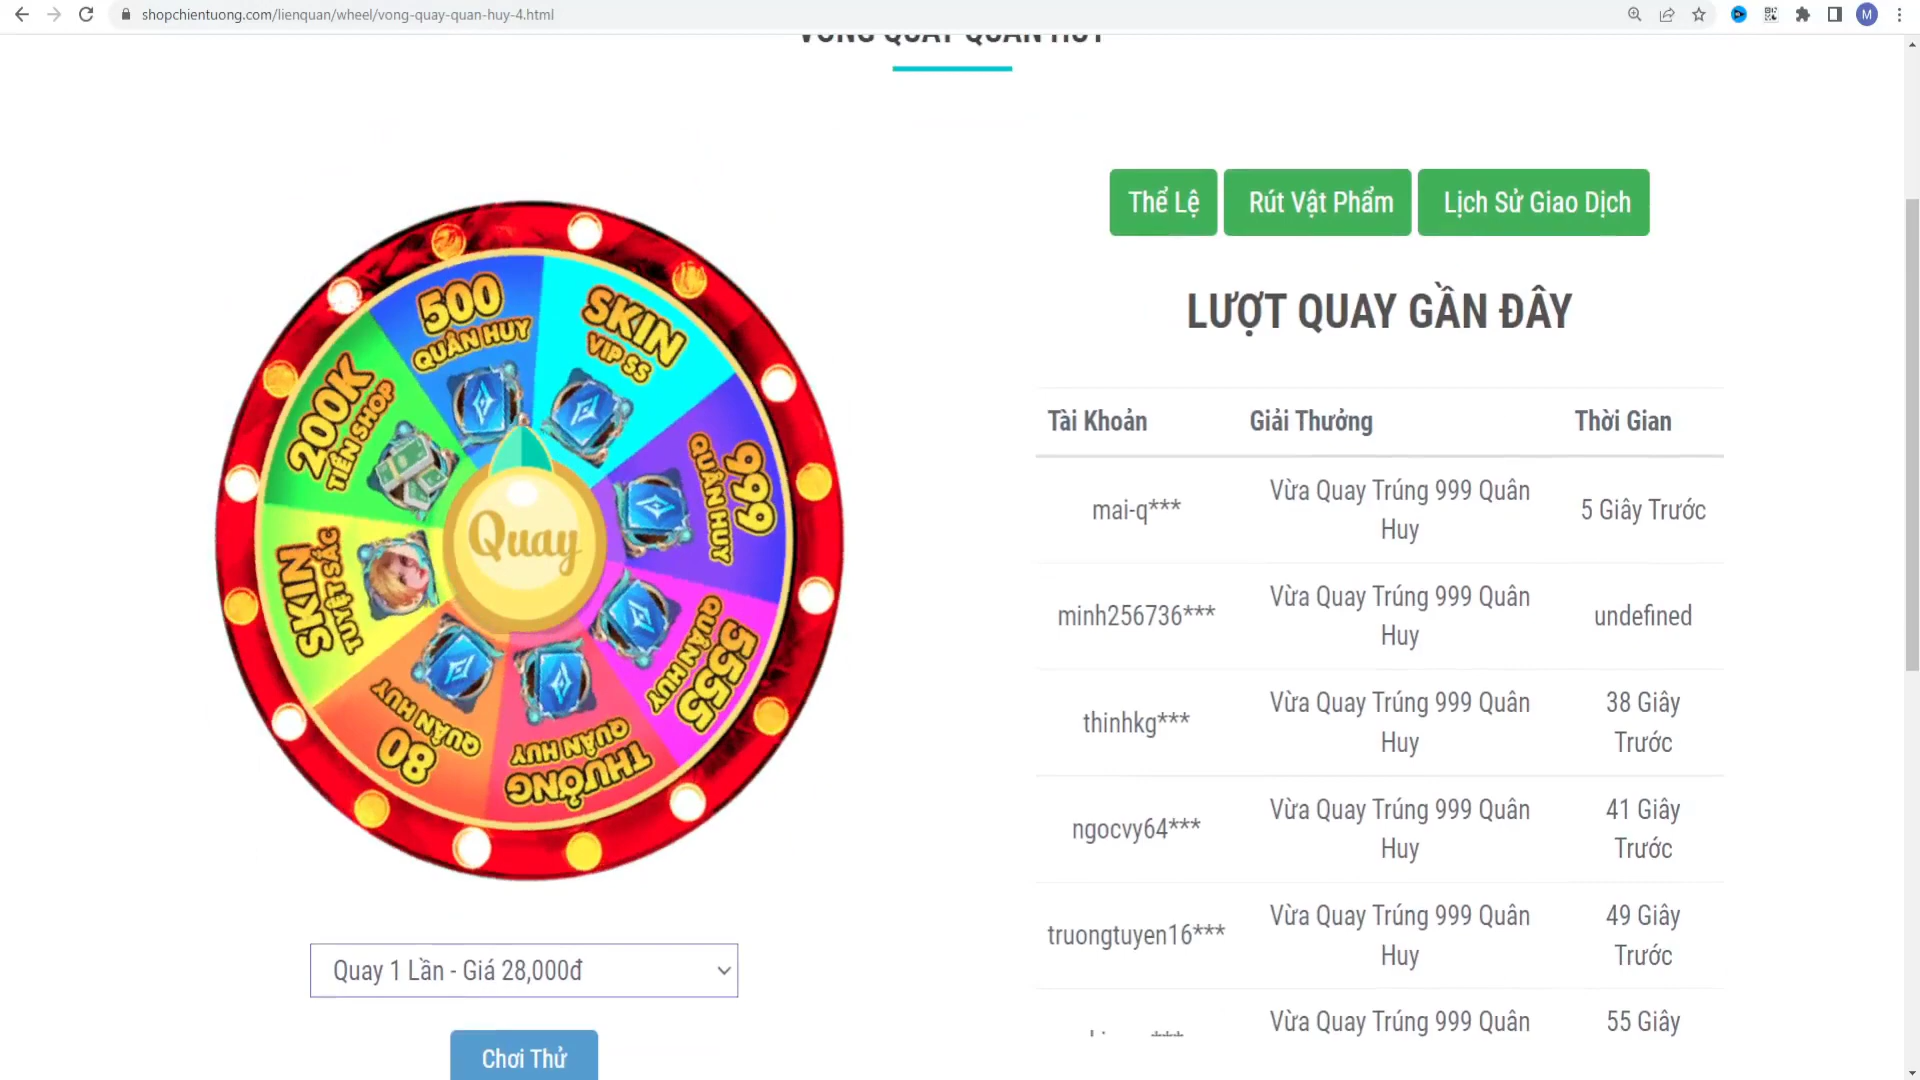 shopchientuong.com/lienquan/wheel/vong-quay-quan-huy-4.html
M
VÒNG QUAY QUÂN HUY
Thể Lệ
Rút Vật Phẩm
Lịch Sử Giao Dịch
500
QUÂN HUY
SKIN
VIP SS
999
QUÂN HUY
5555
QUÂN HUY
THƯỞNG
QUÂN HUY
80
QUÂN HUY
SKIN
TUYỆT SẮC
200K
TIỀN SHOP
Quay
LƯỢT QUAY GẦN ĐÂY
Tài Khoản Giải Thưởng Thời Gian
mai-q*** Vừa Quay Trúng 999 Quân
Huy
5 Giây Trước
minh256736*** Vừa Quay Trúng 999 Quân
Huy
undefined
thinhkg*** Vừa Quay Trúng 999 Quân
Huy
38 Giây
Trước
ngocvy64*** Vừa Quay Trúng 999 Quân
Huy
41 Giây
Trước
truongtuyen16*** Vừa Quay Trúng 999 Quân
Huy
49 Giây
Trước
Vừa Quay Trúng 999 Quân
55 Giây
Quay 1 Lần - Giá 28,000đ
Chơi Thử